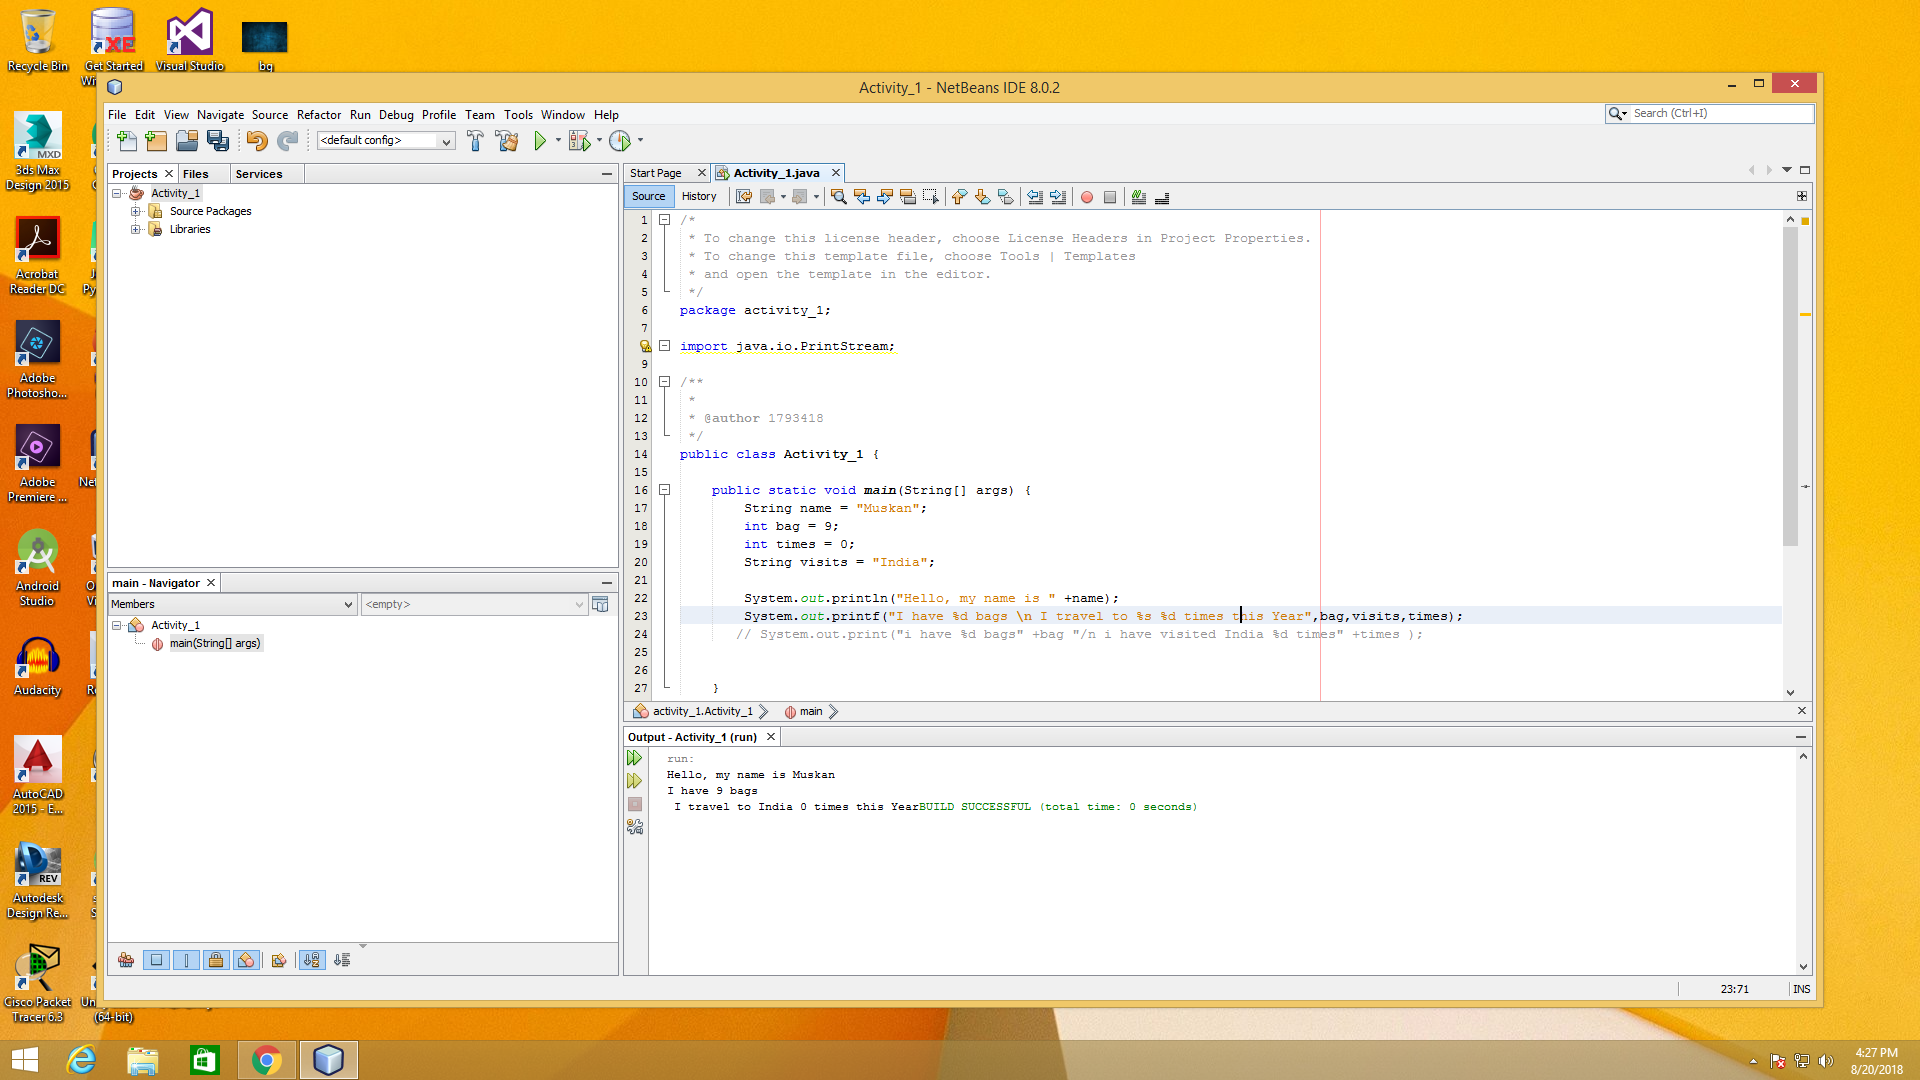 Recycle Bin
Get Started
Visual Studio
bg
3ds Max
Design 2015
Acrobat
Reader DC
Adobe
Photosho...
Adobe
Premiere ...
Android
Studio
Audacity
AutoCAD
2015 - E...
Autodesk
Design Re...
Cisco Packet
Tracer 6.3
(64-bit)
Activity_1 - NetBeans IDE 8.0.2
File Edit View Navigate Source Refactor Run Debug Profile Team Tools Window Help
Search (Ctrl+I)
<default config>
Projects Files Services
Activity_1
Source Packages
Libraries
main - Navigator
Members <empty>
Activity_1
main(String[] args)
Start Page Activity_1.java
Source History
1 /*
2 * To change this license header, choose License Headers in Project Properties.
3 * To change this template file, choose Tools | Templates
4 * and open the template in the editor.
5 */
6 package activity_1;
7
import java.io.PrintStream;
9
10 /**
11 *
12 * @author 1793418
13 */
14 public class Activity_1 {
15
16 public static void main(String[] args) {
17 String name = "Muskan";
18 int bag = 9;
19 int times = 0;
20 String visits = "India";
21
22 System.out.println("Hello, my name is " +name);
23 System.out.printf("I have %d bags \n I travel to %s %d times this Year",bag,visits,times);
24 // System.out.print("i have %d bags" +bag "/n i have visited India %d times" +times );
25
26
27 }
activity_1.Activity_1 main
Output - Activity_1 (run)
run:
Hello, my name is Muskan
I have 9 bags
I travel to India 0 times this YearBUILD SUCCESSFUL (total time: 0 seconds)
23:71 INS
4:27 PM
8/20/2018